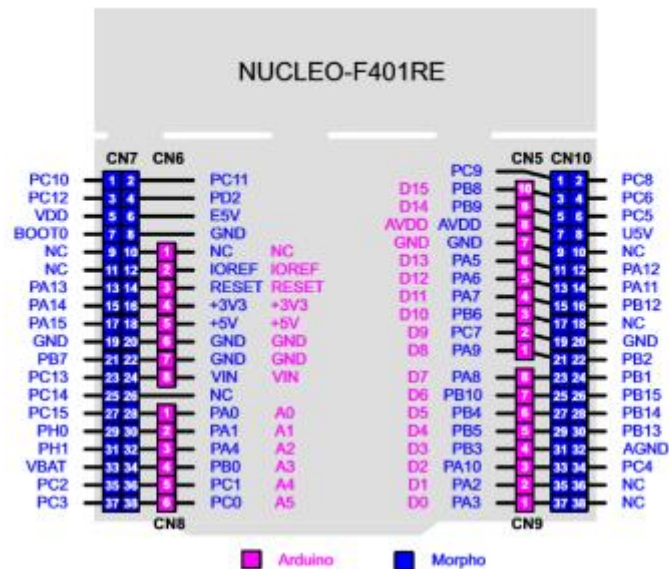 NUCLEO-F401RE
CN7 CN6 CN5 CN10
PC9
PC10 1 2 PC11 D15 PB8 10 1 2 PC8
PC12 3 4 PD2 D14 PB9 9 3 4 PC6
VDD 5 6 E5V AVDD AVDD 8 5 6 PC5
BOOT0 7 8 GND GND GND 7 7 8 U5V
NC 9 10 1 NC NC D13 PA5 6 9 10 NC
NC 11 12 2 IOREF IOREF D12 PA6 5 11 12 PA12
PA13 13 14 3 RESET RESET D11 PA7 4 13 14 PA11
PA14 15 16 4 +3V3 +3V3 D10 PB6 3 15 16 PB12
PA15 17 18 5 +5V +5V D9 PC7 2 17 18 NC
GND 19 20 6 GND GND D8 PA9 1 19 20 GND
PB7 21 22 7 GND GND 21 22 PB2
PC13 23 24 8 VIN VIN D7 PA8 8 23 24 PB1
PC14 25 26 NC D6 PB10 7 25 26 PB15
PC15 27 28 1 PA0 A0 D5 PB4 6 27 28 PB14
PH0 29 30 2 PA1 A1 D4 PB5 5 29 30 PB13
PH1 31 32 3 PA4 A2 D3 PB3 4 31 32 AGND
VBAT 33 34 4 PB0 A3 D2 PA10 3 33 34 PC4
PC2 35 36 5 PC1 A4 D1 PA2 2 35 36 NC
PC3 37 38 6 PC0 A5 D0 PA3 1 37 38 NC
CN8 CN9
Arduino Morpho